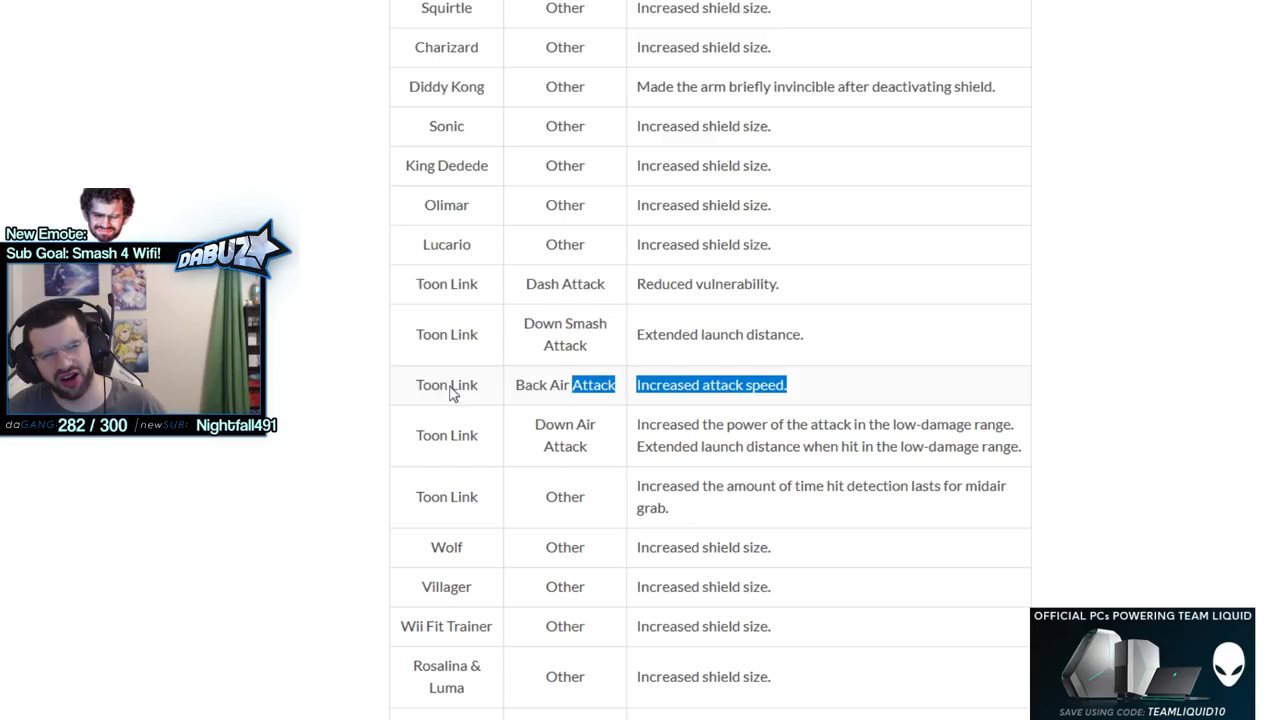 Squirtle Other Increased shield size.
Charizard Other Increased shield size.
Diddy Kong Other Made the arm briefly invincible after deactivating shield.
Sonic Other Increased shield size.
King Dedede Other Increased shield size.
Olimar Other Increased shield size.
Lucario Other Increased shield size.
Toon Link Dash Attack Reduced vulnerability.
Toon Link Down Smash Attack Extended launch distance.
Toon Link Back Air Attack Increased attack speed.
Toon Link Down Air Attack Increased the power of the attack in the low-damage range.
Extended launch distance when hit in the low-damage range.
Toon Link Other Increased the amount of time hit detection lasts for midair
grab.
Wolf Other Increased shield size.
Villager Other Increased shield size.
Wii Fit Trainer Other Increased shield size.
Rosalina & Luma Other Increased shield size.
New Emote:
Sub Goal: Smash 4 Wifi!
DABUZ
daGANG: 282 / 300 / newSUB: Nightfall491
OFFICIAL PCs POWERING TEAM LIQUID
SAVE USING CODE: TEAMLIQUID10